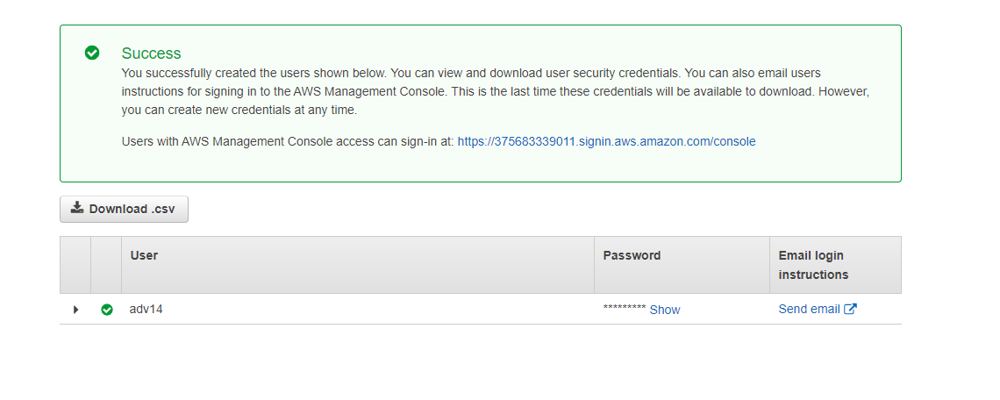 Success
You successfully created the users shown below. You can view and download user security credentials. You can also email users
instructions for signing in to the AWS Management Console. This is the last time these credentials will be available to download. However,
you can create new credentials at any time.
Users with AWS Management Console access can sign-in at: https://375683339011.signin.aws.amazon.com/console
Download .csv
User Password Email login
instructions
adv14 ********* Show Send email